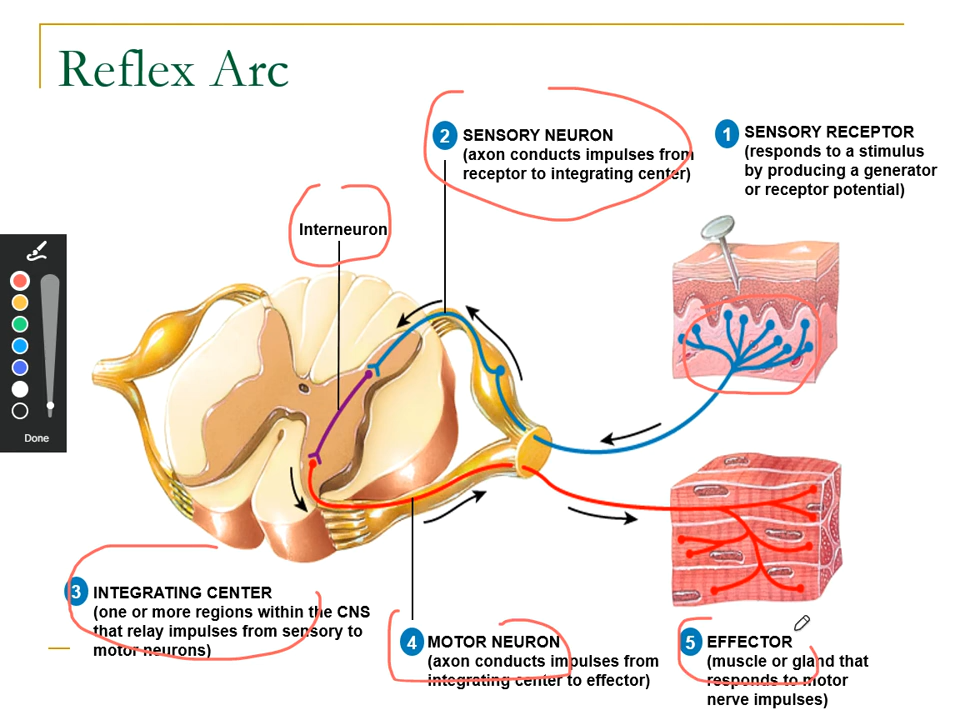 Reflex Arc
2 SENSORY NEURON
(axon conducts impulses from
receptor to integrating center)
1 SENSORY RECEPTOR
(responds to a stimulus
by producing a generator
or receptor potential)
Interneuron
Done
3 INTEGRATING CENTER
(one or more regions within the CNS
that relay impulses from sensory to
motor neurons)
4 MOTOR NEURON
(axon conducts impulses from
integrating center to effector)
5 EFFECTOR
(muscle or gland that
responds to motor
nerve impulses)